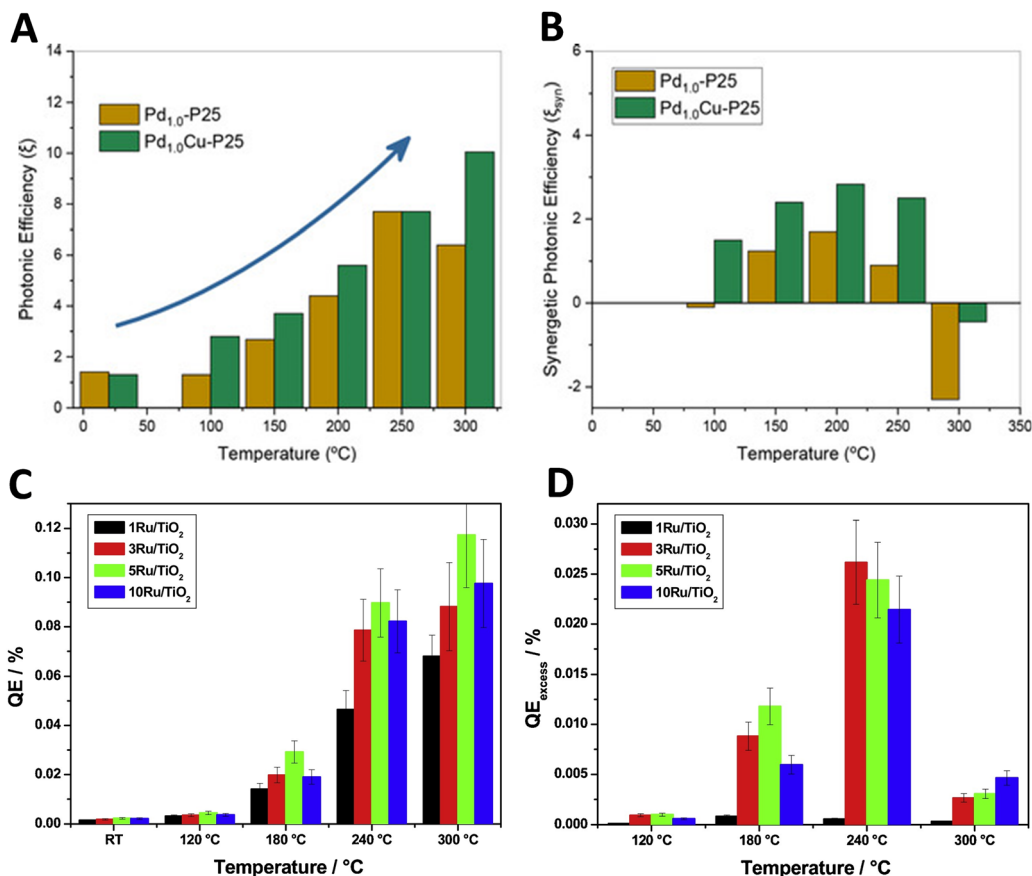 A
14
12
10
8
6
4
2
0
Photonic Efficiency (ξ)
Pd₁.₀-P25
Pd₁.₀Cu-P25
0 50 100 150 200 250 300
Temperature (ºC)
B
6
4
2
0
-2
Synergetic Photonic Efficiency (ξsyn)
Pd₁.₀-P25
Pd₁.₀Cu-P25
0 50 100 150 200 250 300 350
Temperature (ºC)
C
0.12
0.10
0.08
0.06
0.04
0.02
0.00
QE / %
1Ru/TiO₂
3Ru/TiO₂
5Ru/TiO₂
10Ru/TiO₂
RT 120 °C 180 °C 240 °C 300 °C
Temperature / °C
D
0.030
0.025
0.020
0.015
0.010
0.005
0.000
QEexcess / %
1Ru/TiO₂
3Ru/TiO₂
5Ru/TiO₂
10Ru/TiO₂
120 °C 180 °C 240 °C 300 °C
Temperature / °C